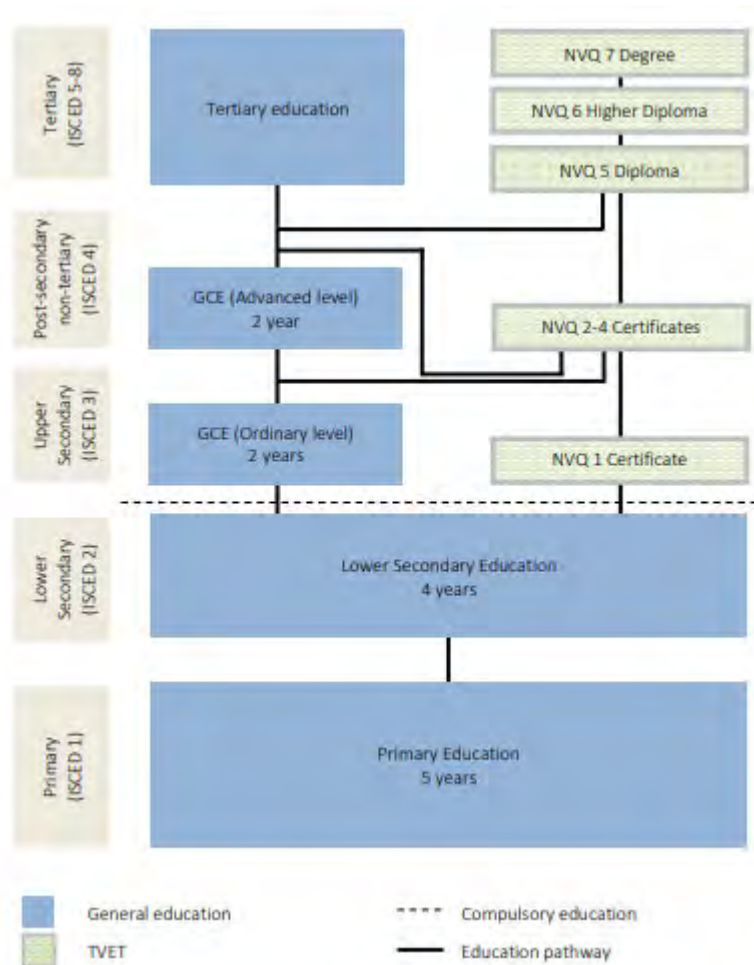 Tertiary
(ISCED 5-8)
Tertiary education
NVQ 7 Degree
NVQ 6 Higher Diploma
NVQ 5 Diploma
Post-secondary
non-tertiary
(ISCED 4)
GCE (Advanced level)
2 year
NVQ 2-4 Certificates
Upper
Secondary
(ISCED 3)
GCE (Ordinary level)
2 years
NVQ 1 Certificate
Lower
Secondary
(ISCED 2)
Lower Secondary Education
4 years
Primary
(ISCED 1)
Primary Education
5 years
General education
Compulsory education
TVET
Education pathway